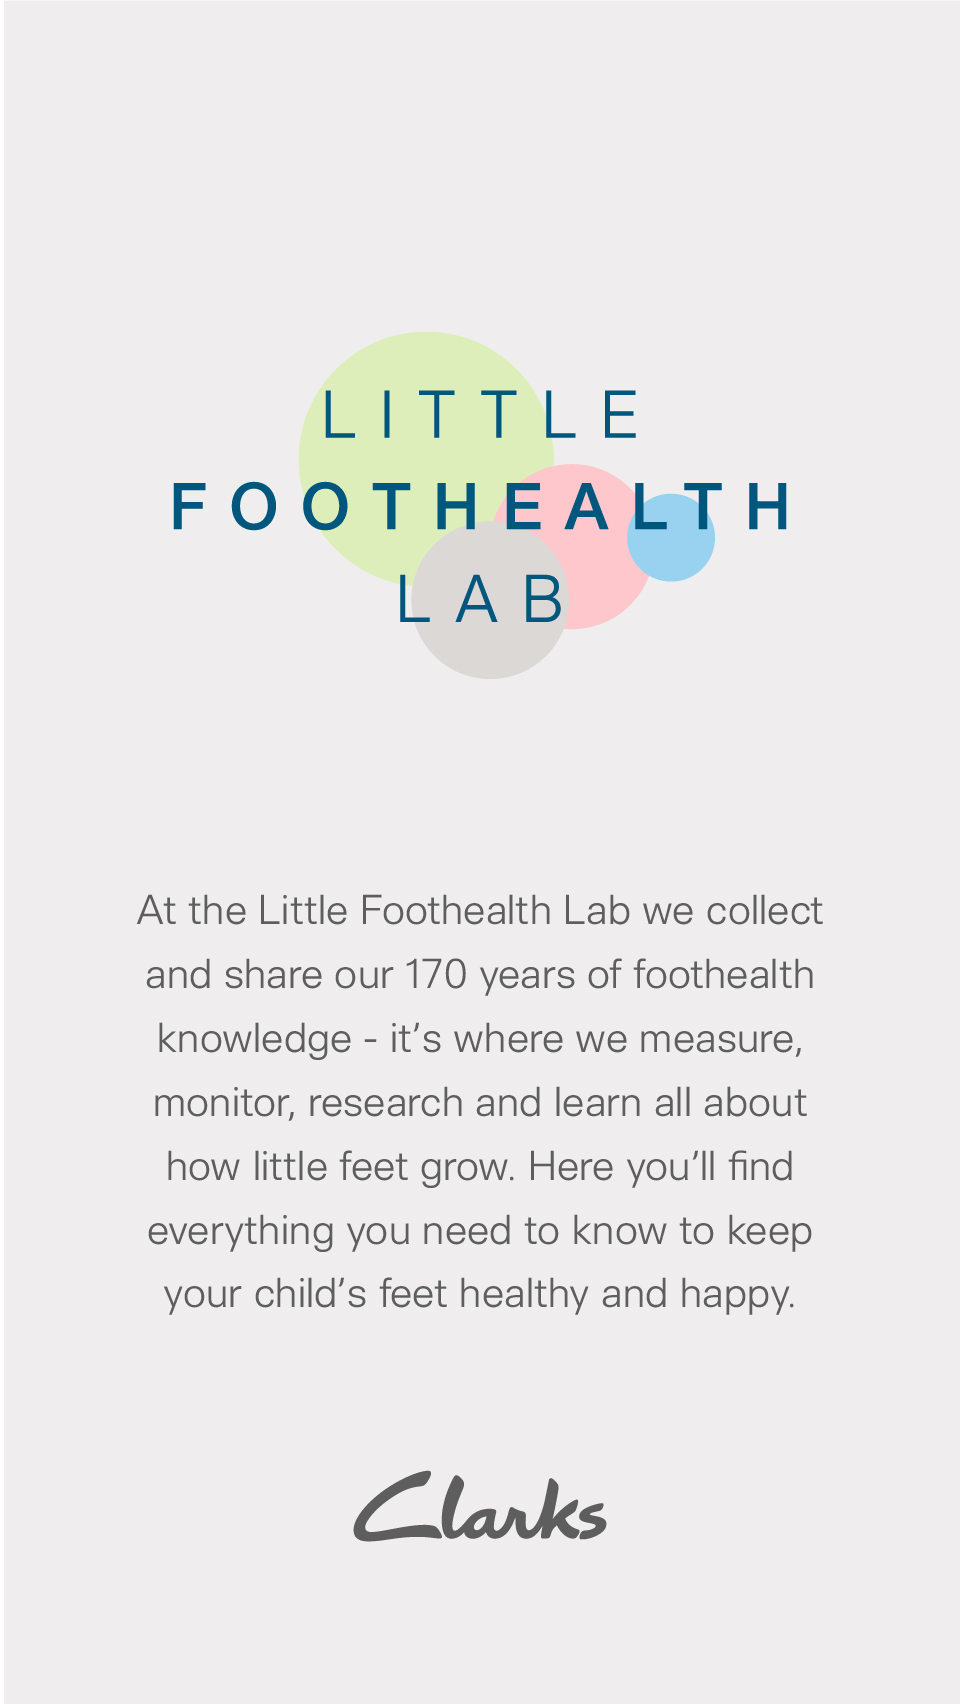 LITTLE
FOOTHEALTH
LAB
At the Little Foothealth Lab we collect
and share our 170 years of foothealth
knowledge - it’s where we measure,
monitor, research and learn all about
how little feet grow. Here you’ll find
everything you need to know to keep
your child’s feet healthy and happy.
Clarks